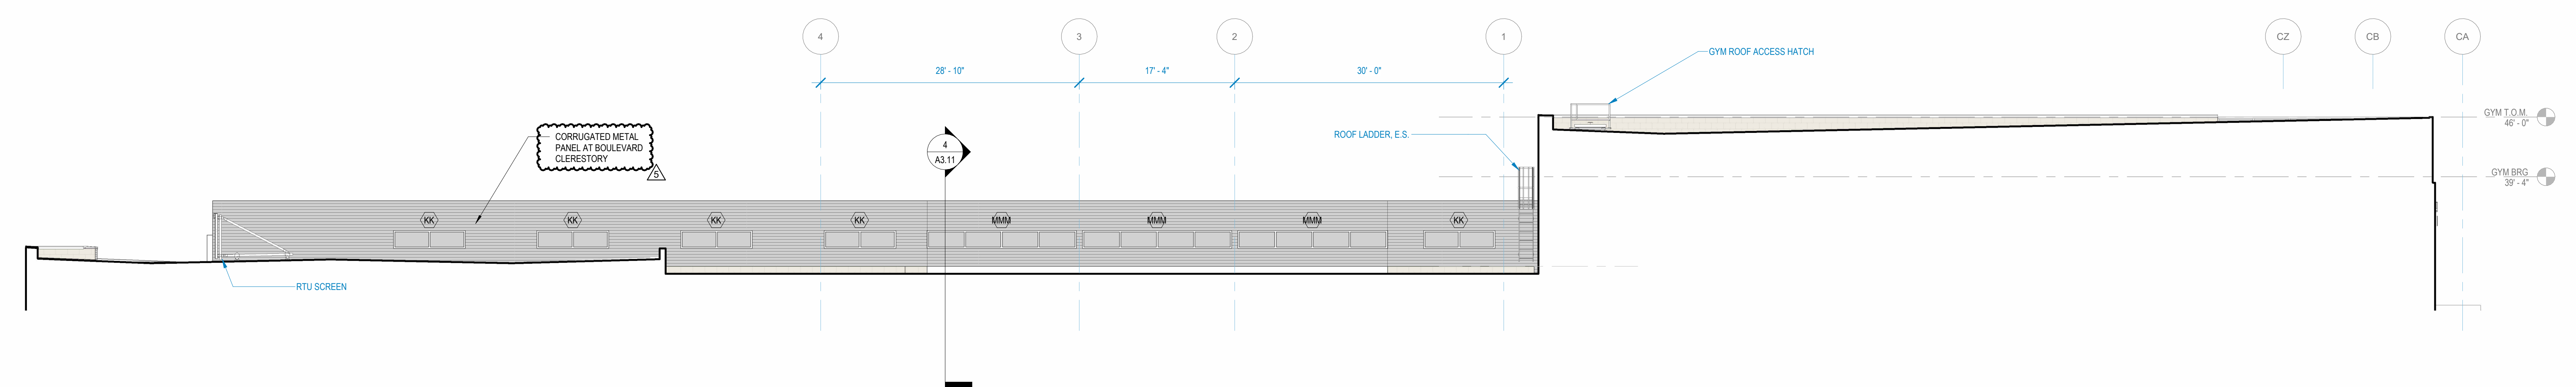 4
3
2
1
CZ
CB
CA
28' - 10"
17' - 4"
30' - 0"
GYM ROOF ACCESS HATCH
GYM T.O.M.
46' - 0"
CORRUGATED METAL
PANEL AT BOULEVARD
CLERESTORY
5
4
A3.11
ROOF LADDER, E.S.
GYM BRG
39' - 4"
KK
KK
KK
KK
MMM
MMM
MMM
KK
RTU SCREEN